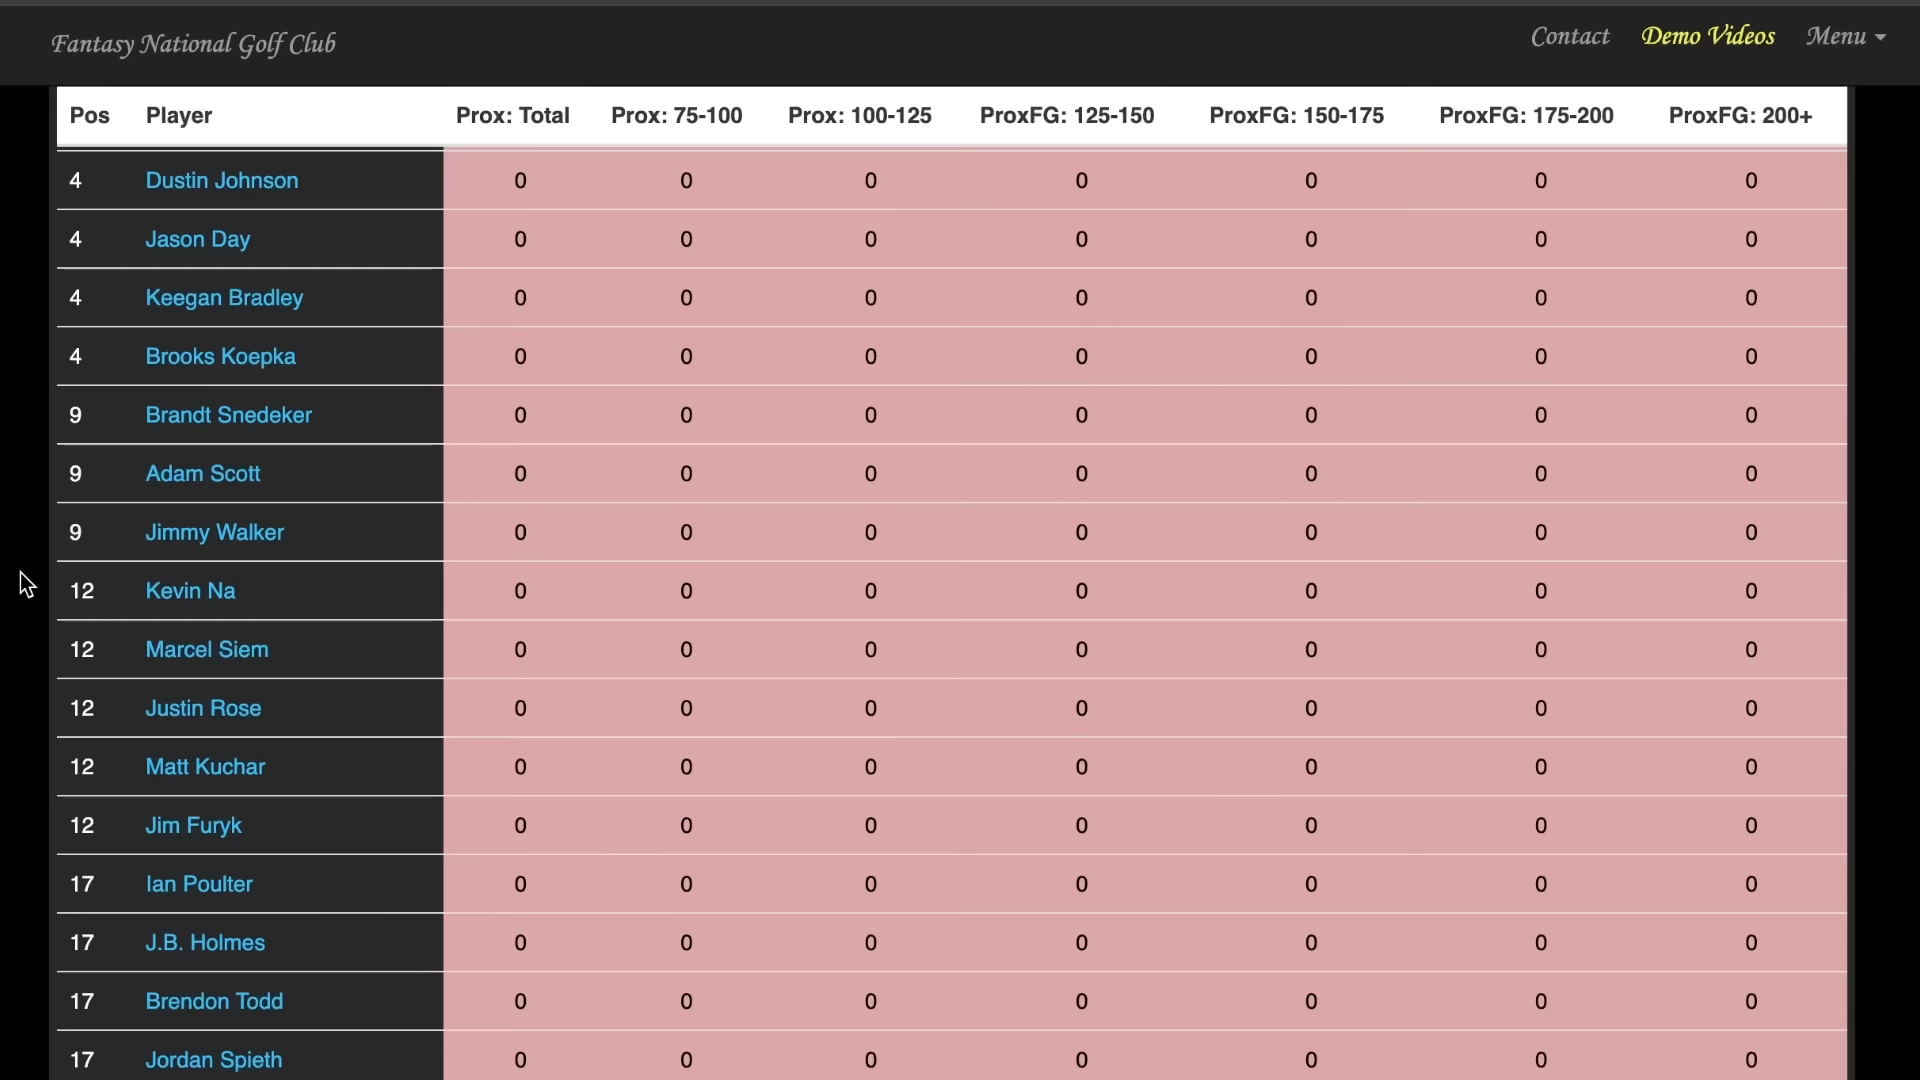 Fantasy National Golf Club Contact Demo Videos Menu
Pos Player Prox: Total Prox: 75-100 Prox: 100-125 ProxFG: 125-150 ProxFG: 150-175 ProxFG: 175-200 ProxFG: 200+
4 Dustin Johnson 0 0 0 0 0 0 0
4 Jason Day 0 0 0 0 0 0 0
4 Keegan Bradley 0 0 0 0 0 0 0
4 Brooks Koepka 0 0 0 0 0 0 0
9 Brandt Snedeker 0 0 0 0 0 0 0
9 Adam Scott 0 0 0 0 0 0 0
9 Jimmy Walker 0 0 0 0 0 0 0
12 Kevin Na 0 0 0 0 0 0 0
12 Marcel Siem 0 0 0 0 0 0 0
12 Justin Rose 0 0 0 0 0 0 0
12 Matt Kuchar 0 0 0 0 0 0 0
12 Jim Furyk 0 0 0 0 0 0 0
17 Ian Poulter 0 0 0 0 0 0 0
17 J.B. Holmes 0 0 0 0 0 0 0
17 Brendon Todd 0 0 0 0 0 0 0
17 Jordan Spieth 0 0 0 0 0 0 0